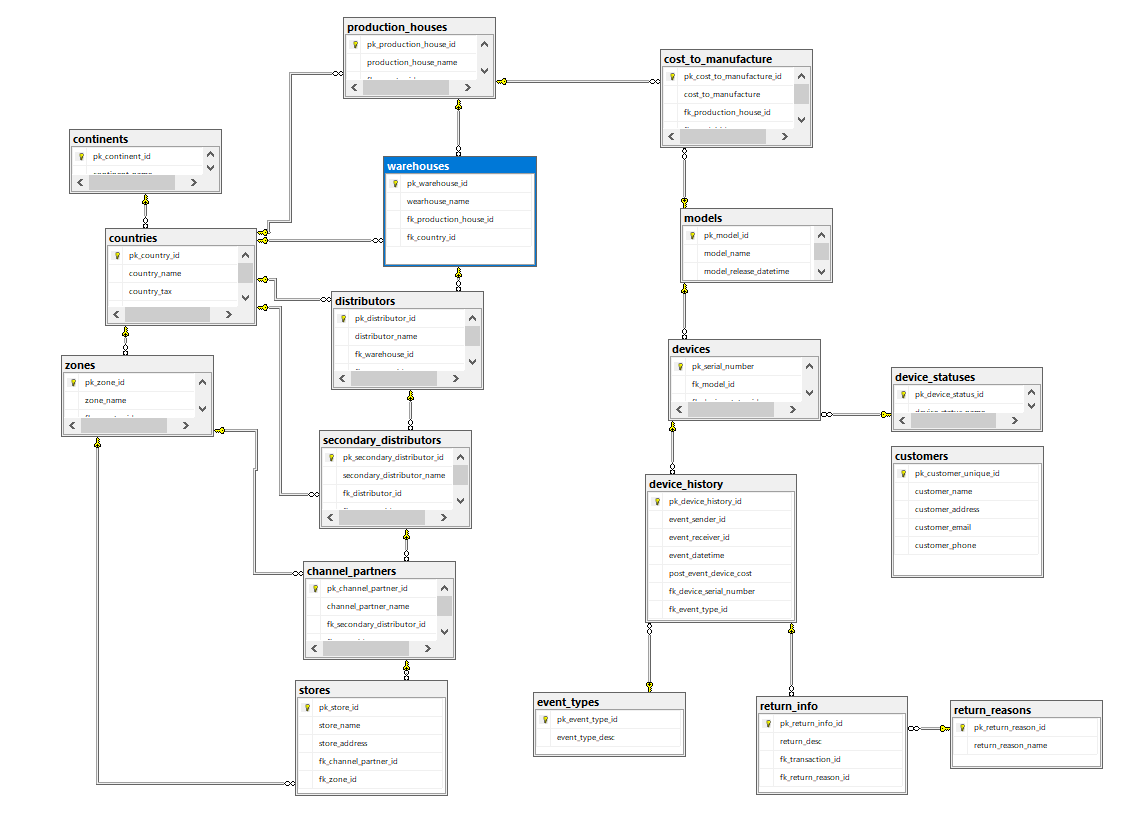 production_houses
pk_production_house_id
production_house_name
cost_to_manufacture
pk_cost_to_manufacture_id
cost_to_manufacture
fk_production_house_id
continents
pk_continent_id
continent_name
warehouses
pk_warehouse_id
wearhouse_name
fk_production_house_id
fk_country_id
models
pk_model_id
model_name
model_release_datetime
countries
pk_country_id
country_name
country_tax
distributors
pk_distributor_id
distributor_name
fk_warehouse_id
devices
pk_serial_number
fk_model_id
zones
pk_zone_id
zone_name
device_statuses
pk_device_status_id
device_status_name
secondary_distributors
pk_secondary_distributor_id
secondary_distributor_name
fk_distributor_id
customers
pk_customer_unique_id
customer_name
customer_address
customer_email
customer_phone
device_history
pk_device_history_id
event_sender_id
event_receiver_id
event_datetime
post_event_device_cost
fk_device_serial_number
fk_event_type_id
channel_partners
pk_channel_partner_id
channel_partner_name
fk_secondary_distributor_id
stores
pk_store_id
store_name
store_address
fk_channel_partner_id
fk_zone_id
event_types
pk_event_type_id
event_type_desc
return_info
pk_return_info_id
return_desc
fk_transaction_id
fk_return_reason_id
return_reasons
pk_return_reason_id
return_reason_name